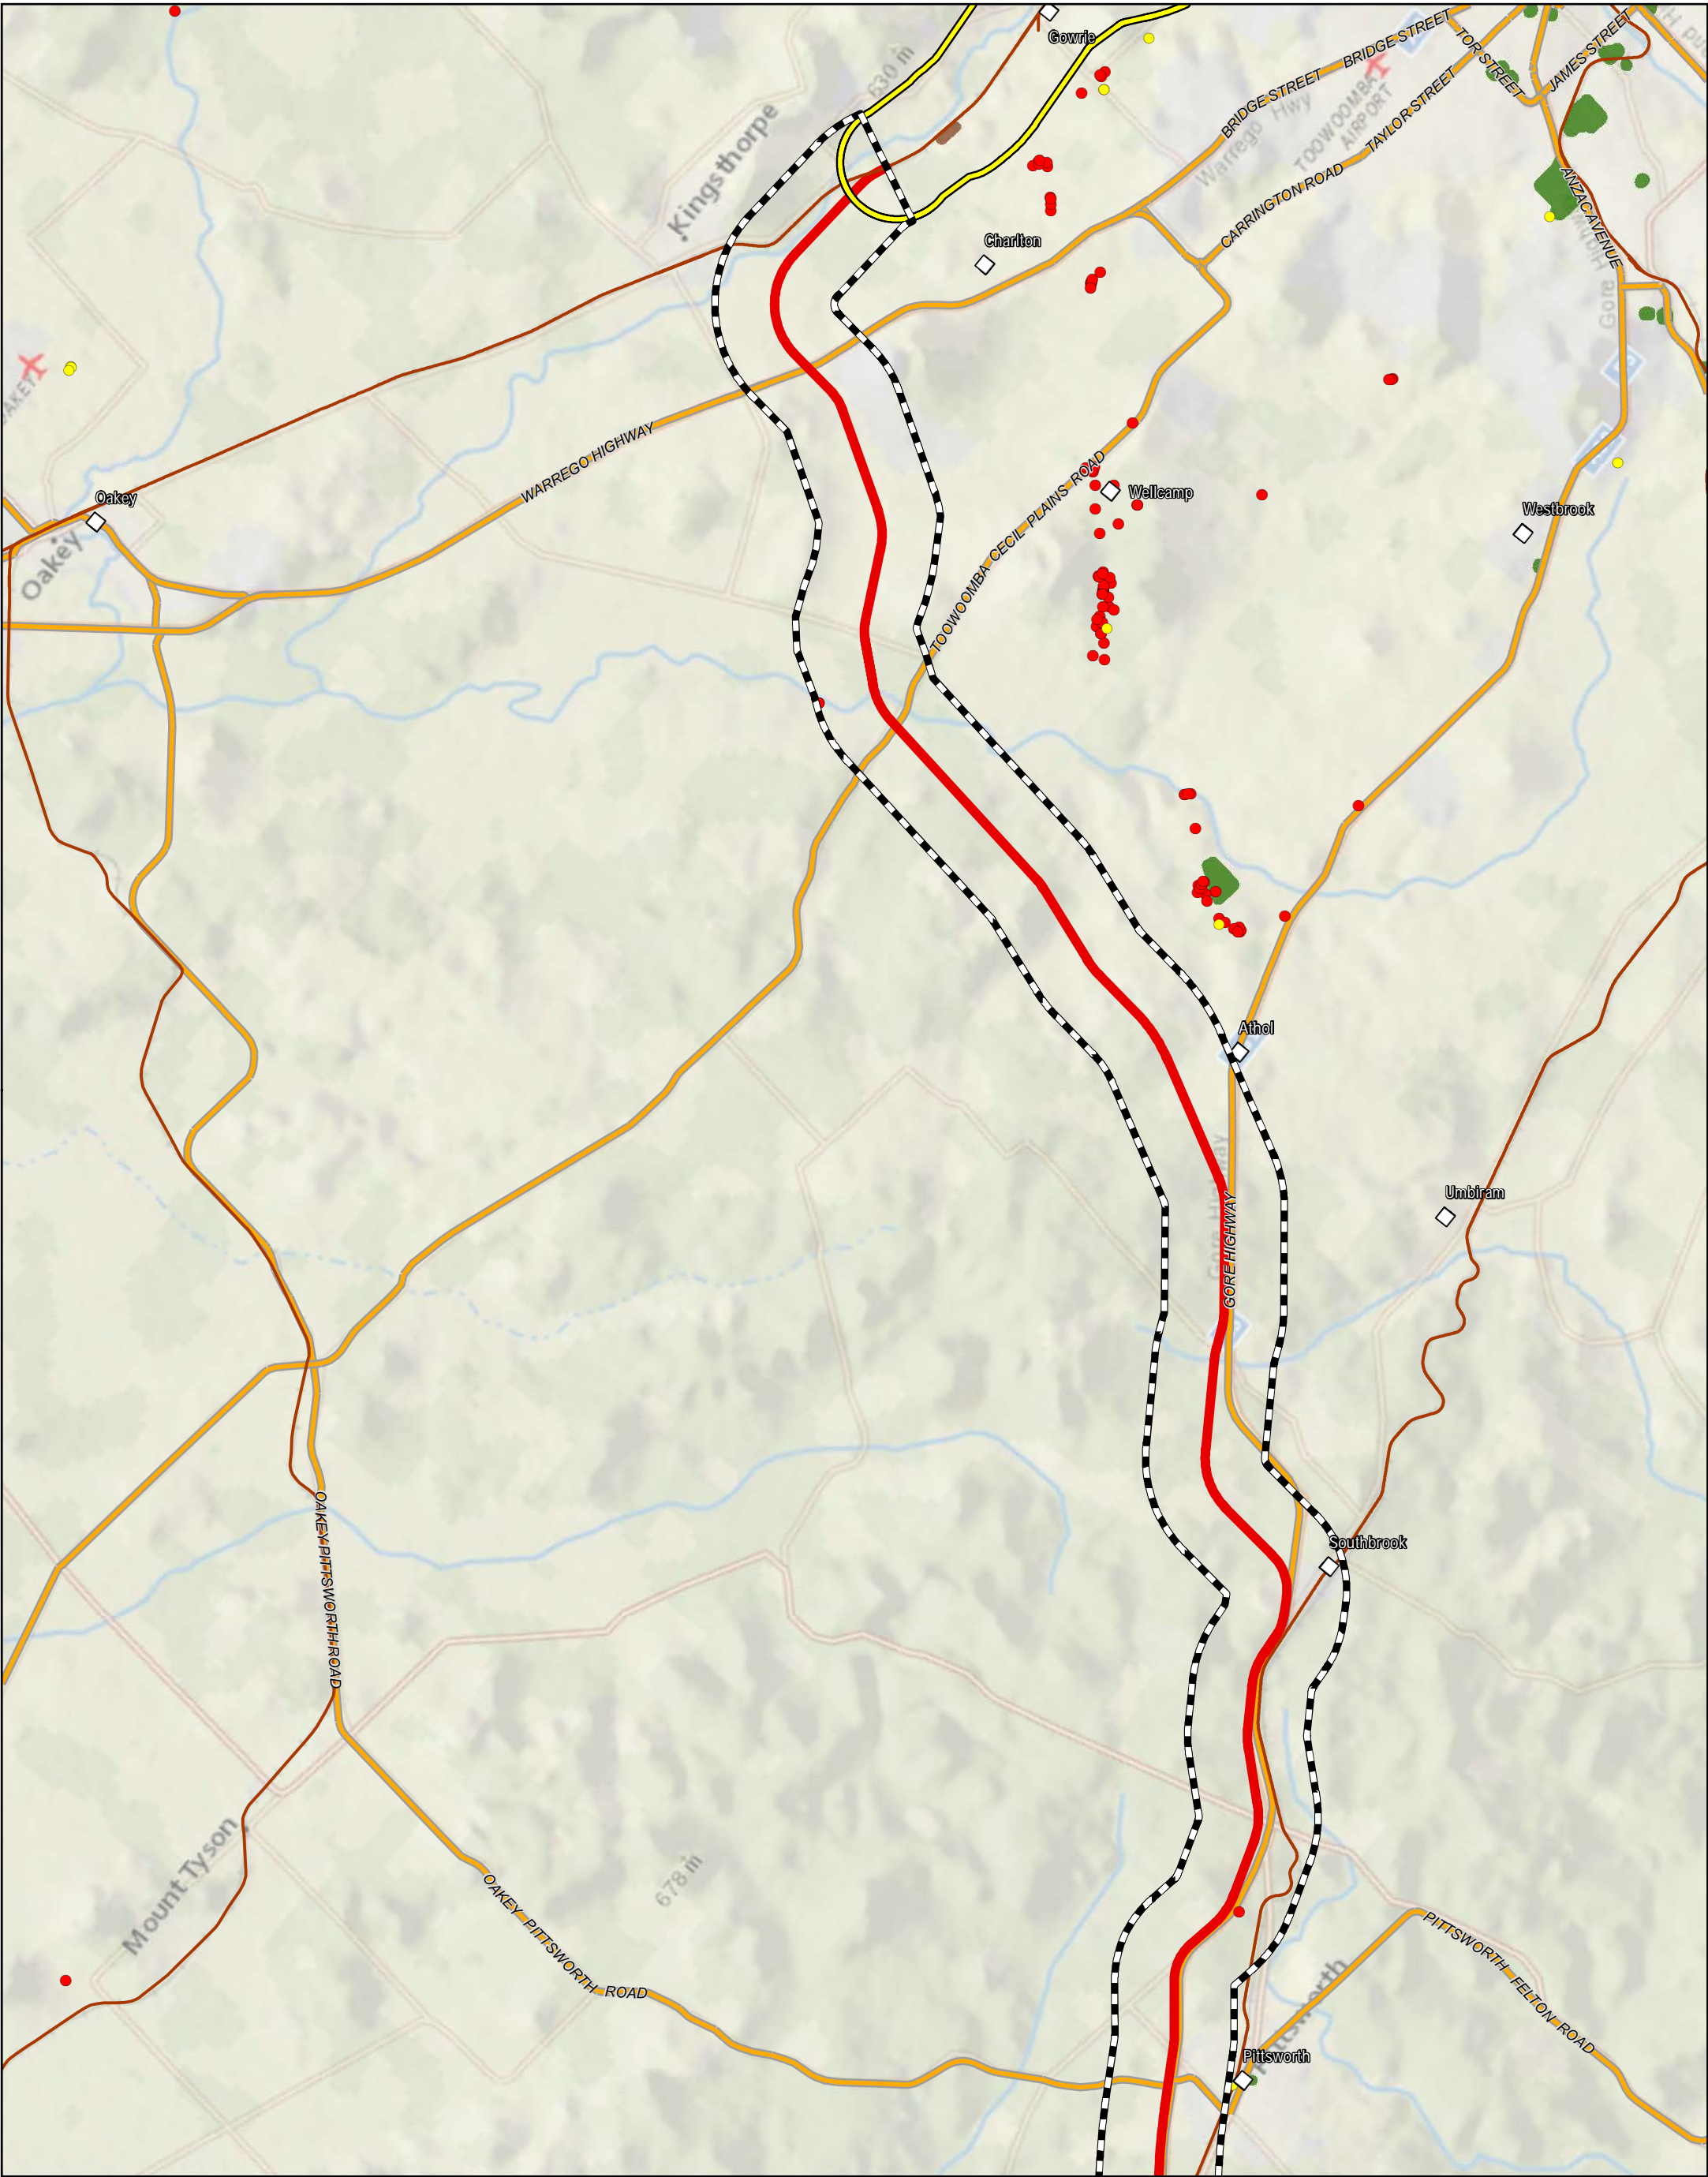 Gowrie
BRIDGE STREET
BRIDGE STREET
TOR STREET
JAMES STREET
630 m
Warrego Hwy
TOOWOOMBA
AIRPORT
TAYLOR STREET
CARRINGTON ROAD
ANZAC AVENUE
Kingsthorpe
Charlton
Gore
OAKEY
WARREGO HIGHWAY
Oakey
Oakey
TOOWOOMBA CECIL PLAINS ROAD
Wellcamp
Westbrook
Athol
Gore Highway
GORE HIGHWAY
Umbiram
OAKEY PITTSWORTH ROAD
Southbrook
Mount Tyson
678 m
OAKEY PITTSWORTH ROAD
PITTSWORTH FELTON ROAD
Pittsworth
Pittsworth